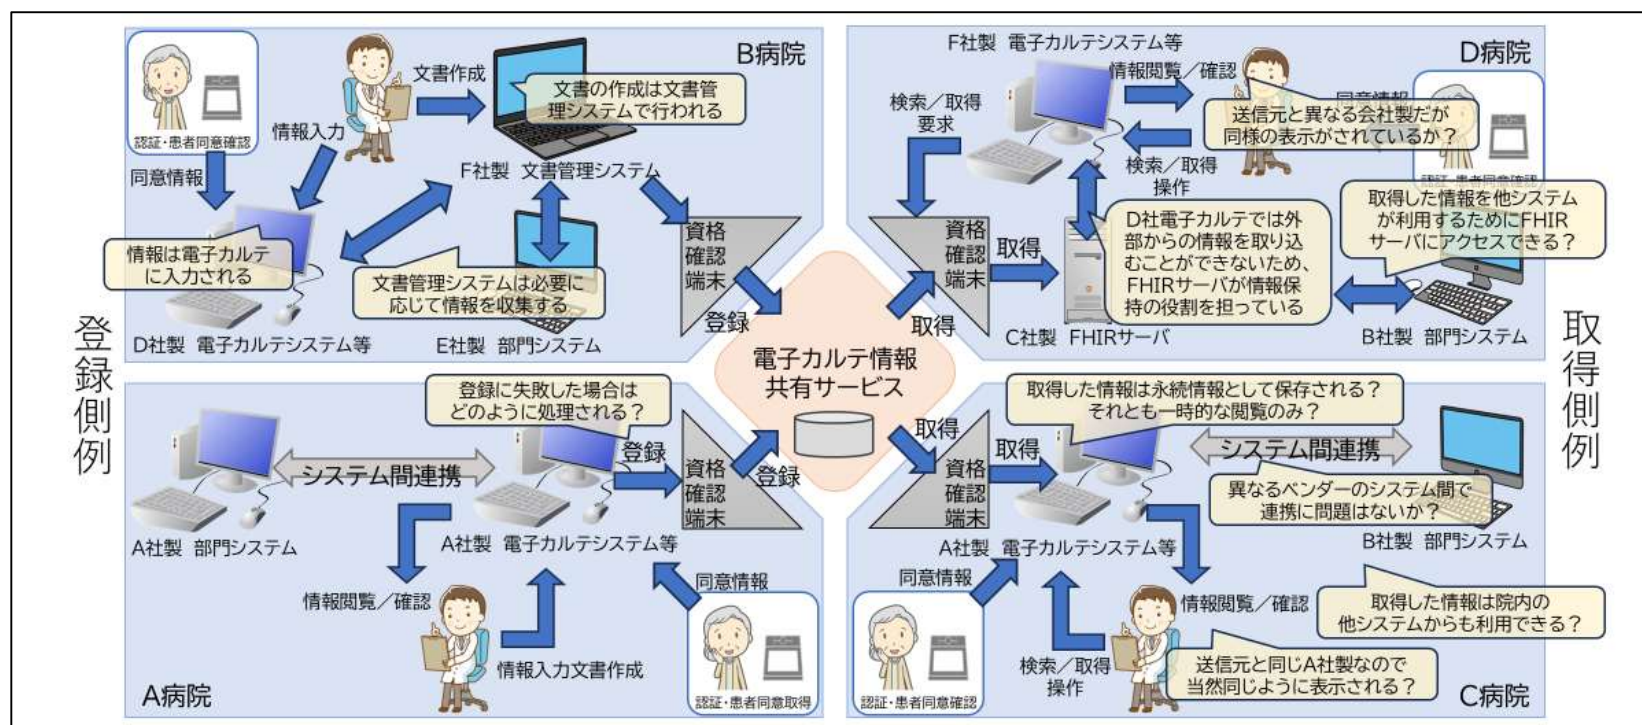 登録側例
B病院
認証・患者同意確認
文書作成
文書の作成は文書管
理システムで行われる
情報入力
同意情報
F社製 文書管理システム
情報は電子カルテ
に入力される
文書管理システムは必要に
応じて情報を収集する
D社製 電子カルテシステム等
E社製 部門システム
資格
確認
端末
登録
A病院
登録に失敗した場合は
どのように処理される？
システム間連携
登録
資格
確認
端末
登録
A社製 部門システム
A社製 電子カルテシステム等
情報閲覧／確認
情報入力文書作成
同意情報
認証・患者同意取得
電子カルテ情報
共有サービス
D病院
F社製 電子カルテシステム等
情報閲覧／確認
同意情報
検索／取得
要求
送信元と異なる会社製だが
同様の表示がされているか？
検索／取得
操作
認証・患者同意確認
取得した情報を他システム
が利用するためにFHIR
サーバにアクセスできる？
D社電子カルテでは外
部からの情報を取り込
むことができないため、
FHIRサーバが情報保
持の役割を担っている
資格
確認
端末
取得
取得
C社製 FHIRサーバ
B社製 部門システム
取得側例
取得した情報は永続情報として保存される？
それとも一時的な閲覧のみ？
取得
資格
確認
端末
取得
システム間連携
異なるベンダーのシステム間で
連携に問題はないか？
A社製 電子カルテシステム等
B社製 部門システム
同意情報
認証・患者同意確認
検索／取得
操作
情報閲覧／確認
取得した情報は院内の
他システムからも利用できる？
送信元と同じA社製なので
当然同じように表示される？
C病院